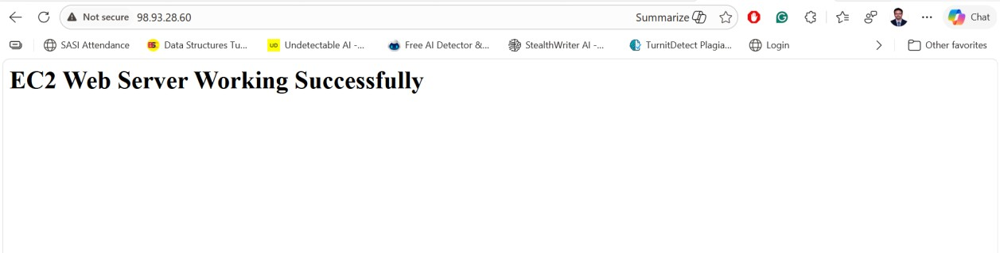 Not secure 98.93.28.60 Summarize Chat
SASI Attendance Data Structures Tu... UD Undetectable AI -... Free AI Detector &... StealthWriter AI -... TurnitDetect Plagia... Login Other favorites
EC2 Web Server Working Successfully